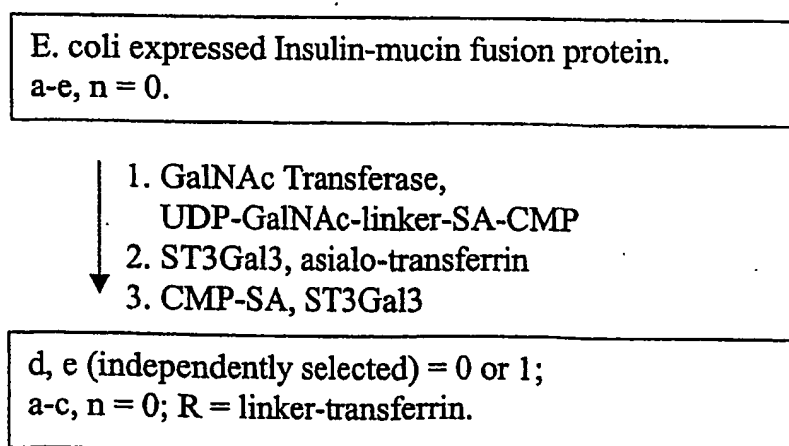 E. coli expressed Insulin-mucin fusion protein.
a-e, n = 0.
1. GalNAc Transferase,
UDP-GalNAc-linker-SA-CMP
2. ST3Gal3, asialo-transferrin
3. CMP-SA, ST3Gal3
d, e (independently selected) = 0 or 1;
a-c, n = 0; R = linker-transferrin.